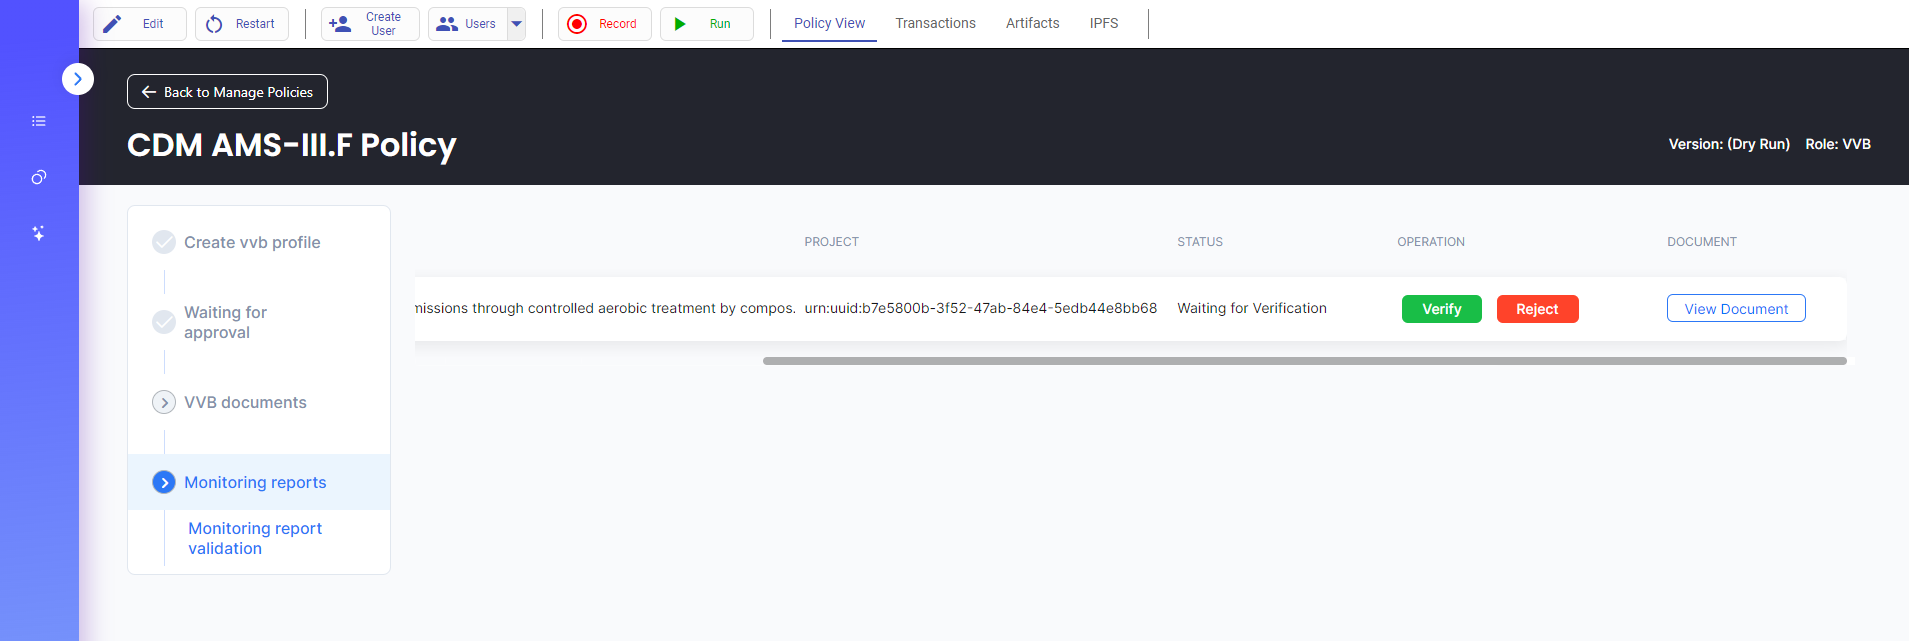 Edit
Restart
Create
User
Users
Record
Run
Policy View
Transactions
Artifacts
IPFS
Back to Manage Policies
CDM AMS-III.F Policy
Version: (Dry Run)
Role: VVB
Create vvb profile
Waiting for
approval
VVB documents
Monitoring reports
Monitoring report
validation
PROJECT
STATUS
OPERATION
DOCUMENT
missions through controlled aerobic treatment by compos.
urn:uuid:b7e5800b-3f52-47ab-84e4-5edb44e8bb68
Waiting for Verification
Verify
Reject
View Document